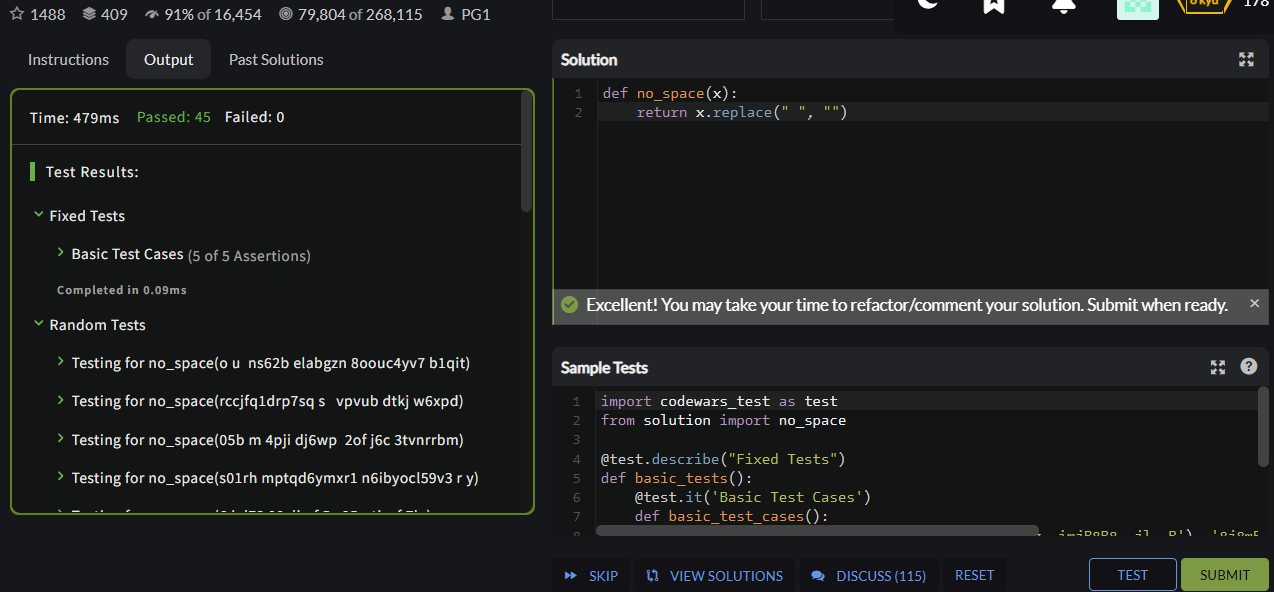 1488 409 91% of 16,454 79,804 of 268,115 PG1
Instructions Output Past Solutions
Time: 479ms Passed: 45 Failed: 0
Test Results:
Fixed Tests
Basic Test Cases (5 of 5 Assertions)
Completed in 0.09ms
Random Tests
Testing for no_space(o u  ns62b elabgzn 8oouc4yv7 b1qit)
Testing for no_space(rccjfq1drp7sq s   vpvub dtkj w6xpd)
Testing for no_space(05b m 4pji dj6wp  2of j6c 3tvnrrbm)
Testing for no_space(s01rh mptqd6ymxr1 n6ibyocl59v3 r y)
178
Solution
1 def no_space(x):
2     return x.replace(" ", "")
Excellent! You may take your time to refactor/comment your solution. Submit when ready. ×
Sample Tests ?
1 import codewars_test as test
2 from solution import no_space
3
4 @test.describe("Fixed Tests")
5 def basic_tests():
6     @test.it('Basic Test Cases')
7     def basic_test_cases():
SKIP VIEW SOLUTIONS DISCUSS (115) RESET TEST SUBMIT